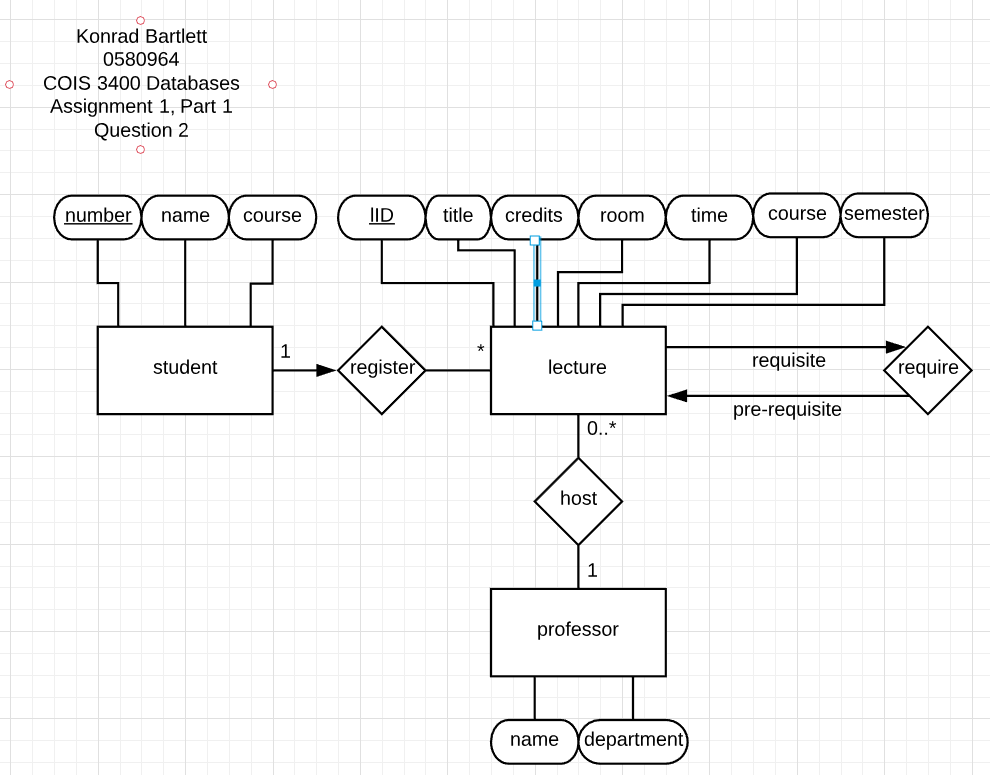 Konrad Bartlett
0580964
COIS 3400 Databases
Assignment 1, Part 1
Question 2
number name course IID title credits room time course semester
1 *
student register lecture requisite require
pre-requisite
0..*
host
1
professor
name department